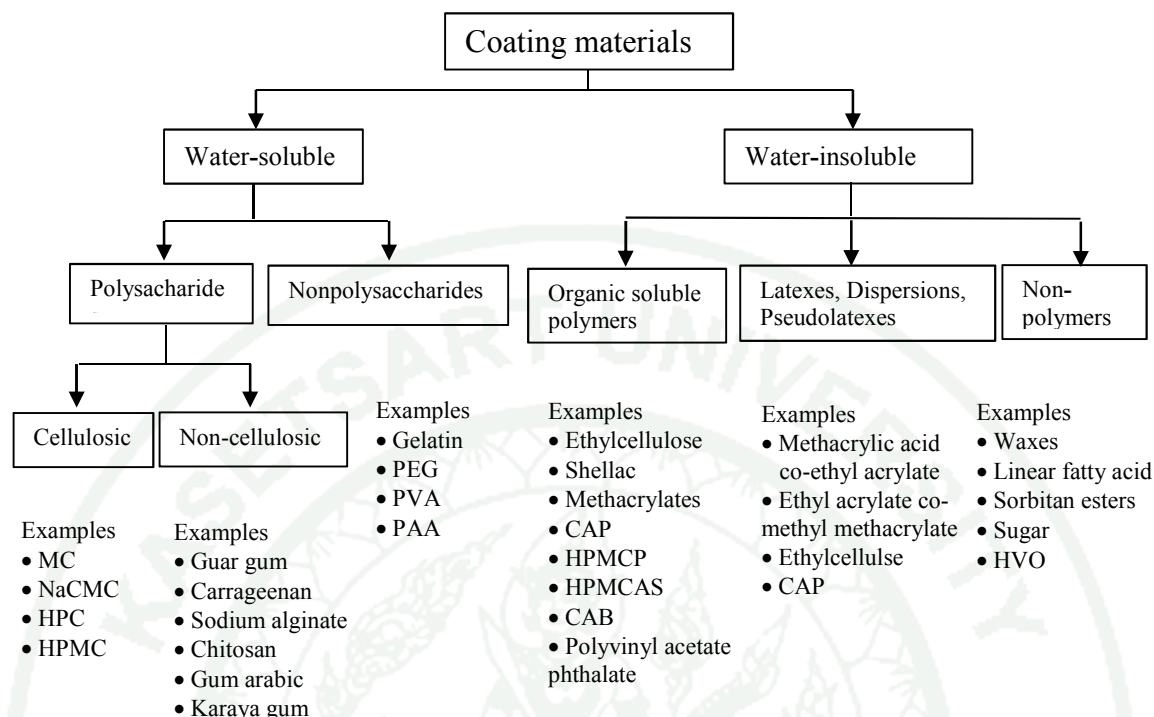 Coating materials
Water-soluble
Water-insoluble
Polysacharide
Nonpolysaccharides
Organic soluble
polymers
Latexes, Dispersions,
Pseudolatexes
Non-
polymers
Cellulosic
Non-cellulosic
Examples
• MC
• NaCMC
• HPC
• HPMC
Examples
• Guar gum
• Carrageenan
• Sodium alginate
• Chitosan
• Gum arabic
• Karaya gum
Examples
• Gelatin
• PEG
• PVA
• PAA
Examples
• Ethylcellulose
• Shellac
• Methacrylates
• CAP
• HPMCP
• HPMCAS
• CAB
• Polyvinyl acetate
phthalate
Examples
• Methacrylic acid
co-ethyl acrylate
• Ethyl acrylate co-
methyl methacrylate
• Ethylcellulse
• CAP
Examples
• Waxes
• Linear fatty acid
• Sorbitan esters
• Sugar
• HVO
KASETSART UNIVERSITY